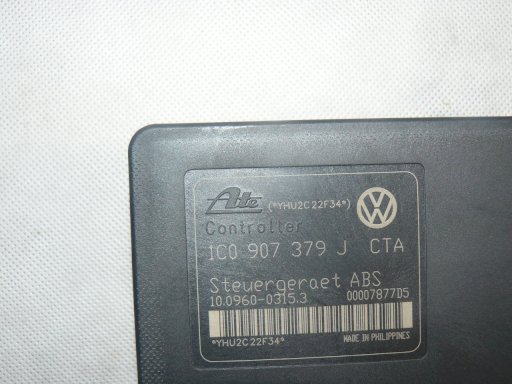 Ate (*YHU2C22F34*)
Controller
1C0 907 379 J CTA
Steuergeraet ABS
10.0960-0315.3 00007877D5
*YHU2C22F34* MADE IN PHILIPPINES